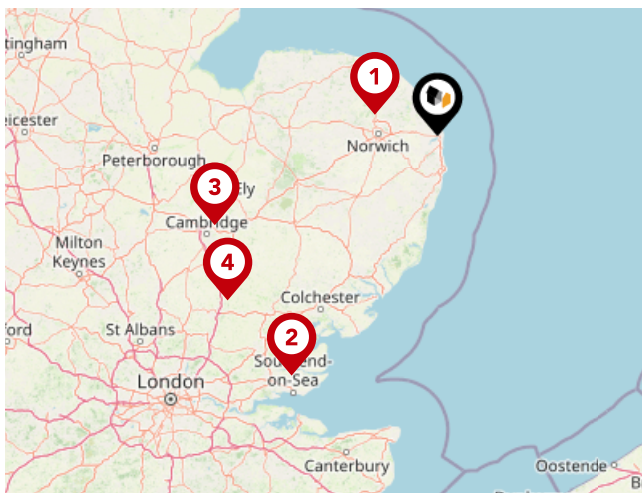 ttingham
1
Norwich
eicester
Peterborough
3
Ely
Cambridge
Milton
Keynes
4
Colchester
ford
St Albans
2
Southend-
on-Sea
London
Canterbury
Oostende
B